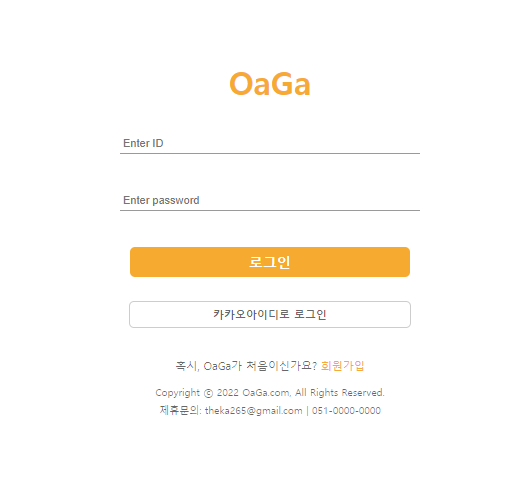 OaGa
Enter ID
Enter password
로그인
카카오아이디로 로그인
혹시, OaGa가 처음이신가요? 회원가입
Copyright ⓒ 2022 OaGa.com, All Rights Reserved.
제휴문의: theka265@gmail.com | 051-0000-0000